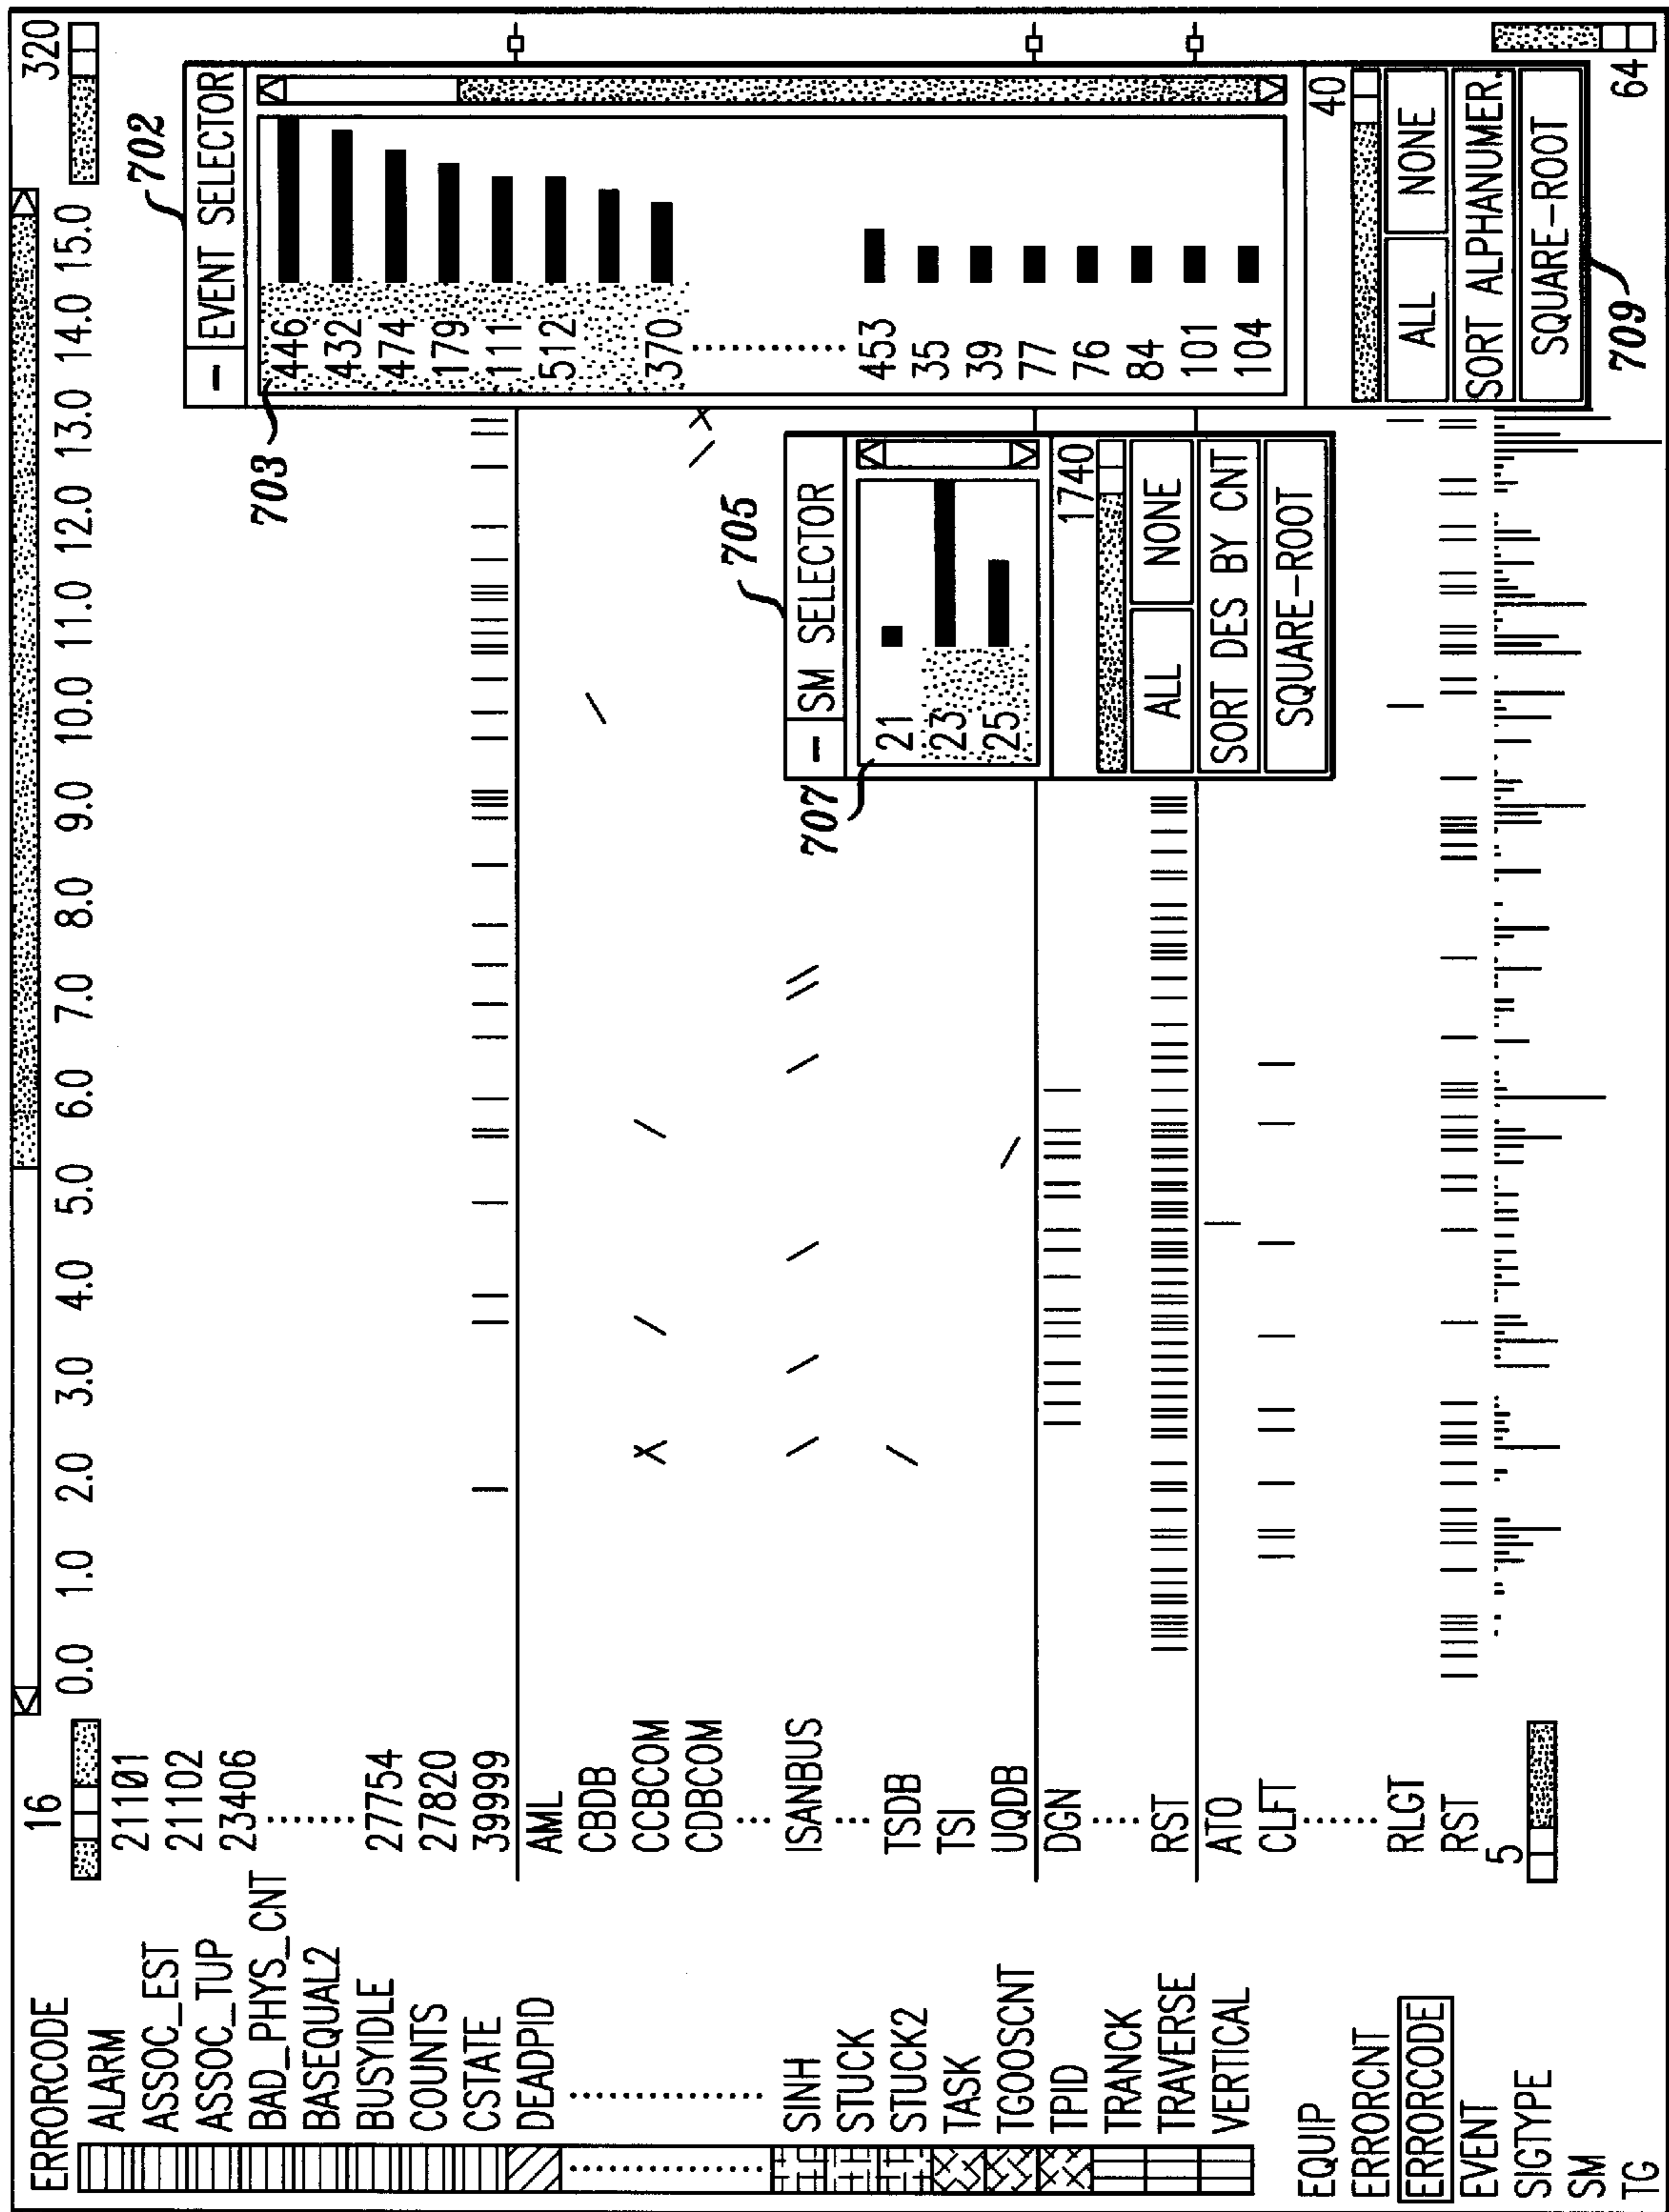 16
320
0.0 1.0 2.0 3.0 4.0 5.0 6.0 7.0 8.0 9.0 10.0 11.0 12.0 13.0 14.0 15.0
ERRORCODE
ALARM
ASSOC_EST
ASSOC_TUP
BAD_PHYS_CNT
BASEQUAL2
BUSYIDLE
COUNTS
CSTATE
DEADPID
SINH
STUCK
STUCK2
TASK
TGOOSCNT
TPID
TRANCK
TRAVERSE
VERTICAL
EQUIP
ERRORCNT
ERRORCODE
EVENT
SIGTYPE
SM
TG
21101
21102
23406
27754
27820
39999
AML
CBDB
CCBCOM
CDBCOM
ISANBUS
TSDB
TSI
UQDB
DGN
RST
ATO
CLFT
RLGT
RST
5
705
– SM SELECTOR
707
21
23
25
1740
ALL NONE
SORT DES BY CNT
SQUARE-ROOT
702
– EVENT SELECTOR
703
446
432
474
179
111
512
370
453
35
39
77
76
84
101
104
40
ALL NONE
SORT ALPHANUMER.
SQUARE-ROOT
709
64